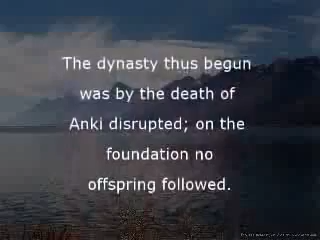 The dynasty thus begun
was by the death of
Anki disrupted; on the
foundation no
offspring followed.